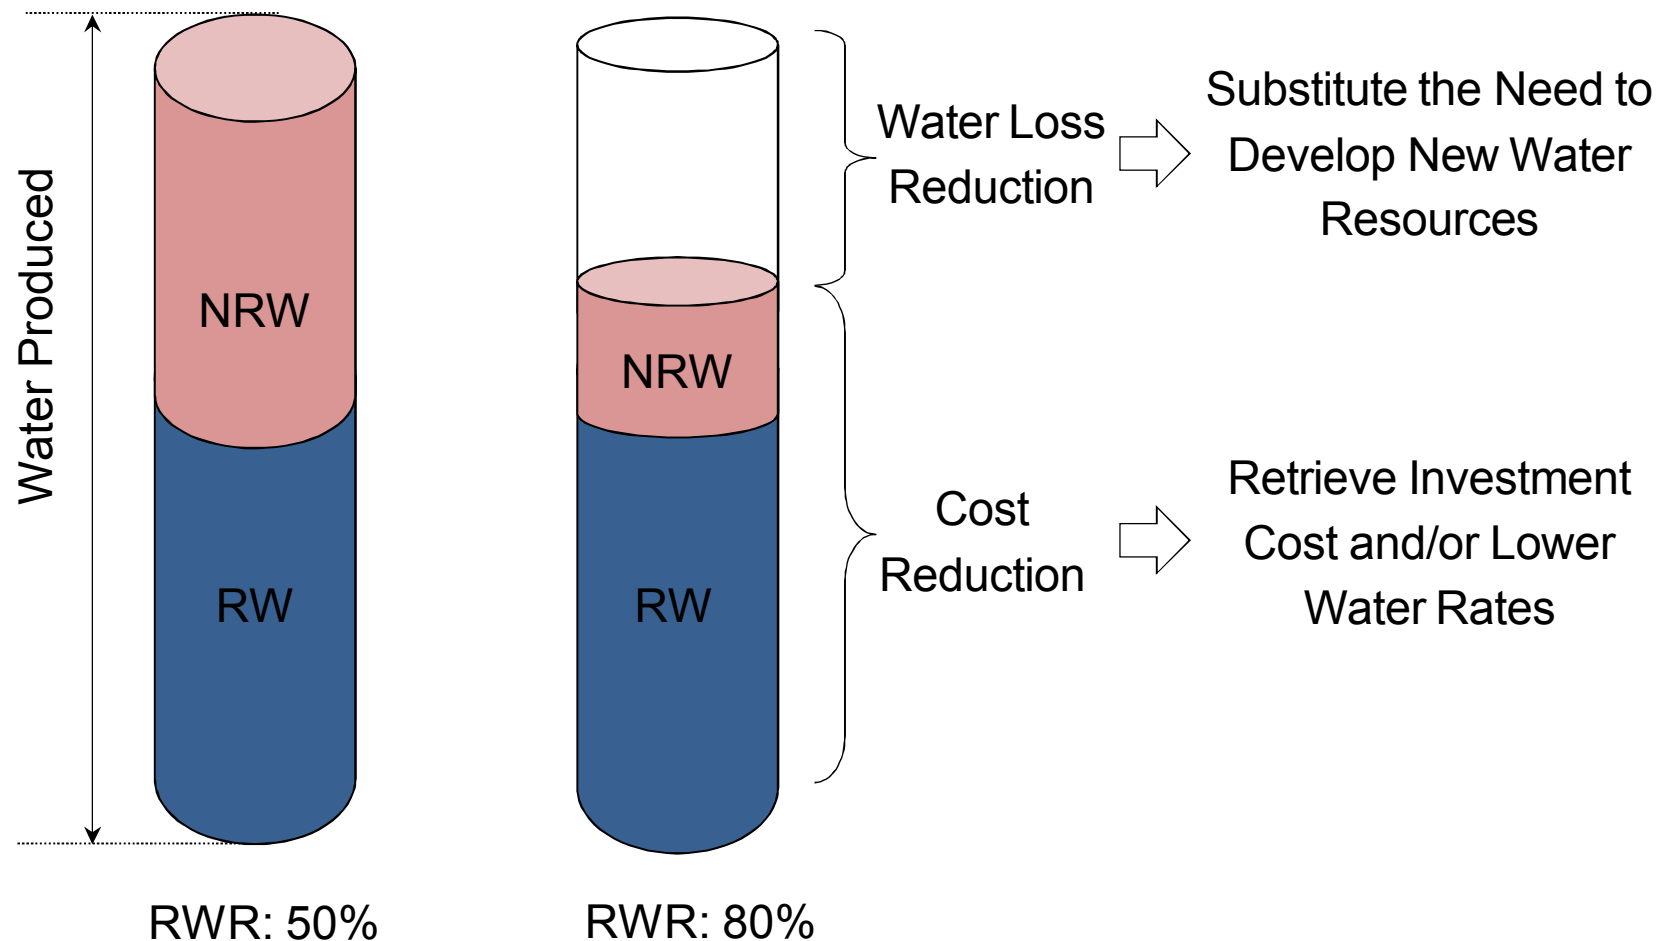 Water Produced
NRW
RW
RWR: 50%
NRW
RW
RWR: 80%
Water Loss
Reduction
Substitute the Need to
Develop New Water
Resources
Cost
Reduction
Retrieve Investment
Cost and/or Lower
Water Rates